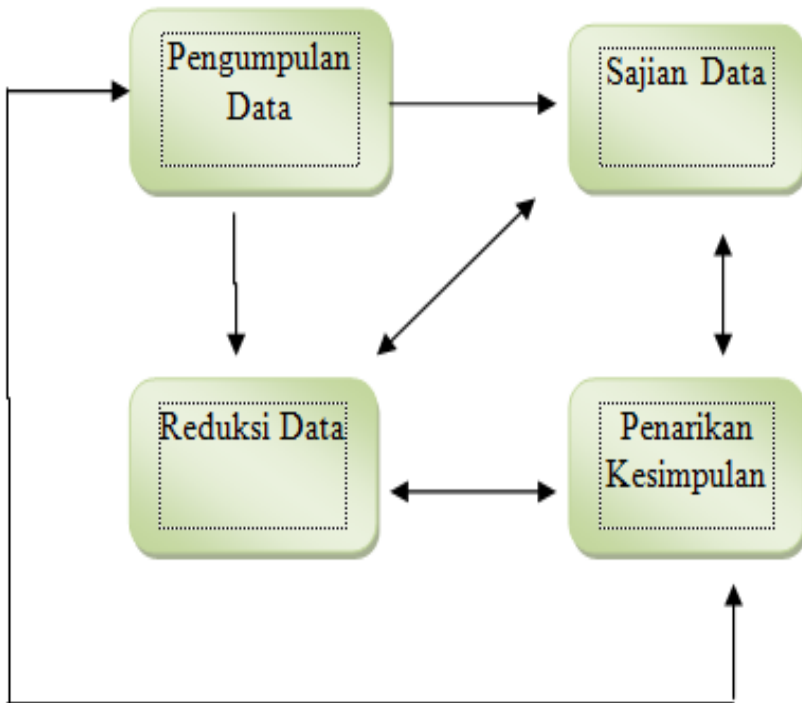 Pengumpulan
Data
Sajian Data
Reduksi Data
Penarikan
Kesimpulan